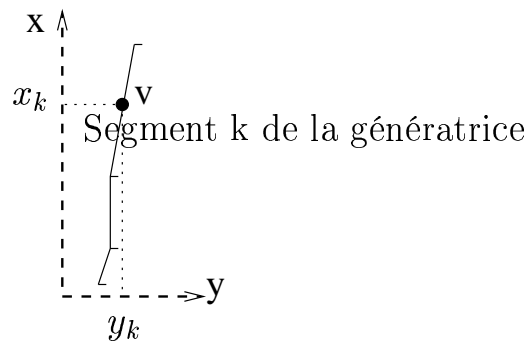 x
x_k
v
Segment k de la génératrice
y
y_k